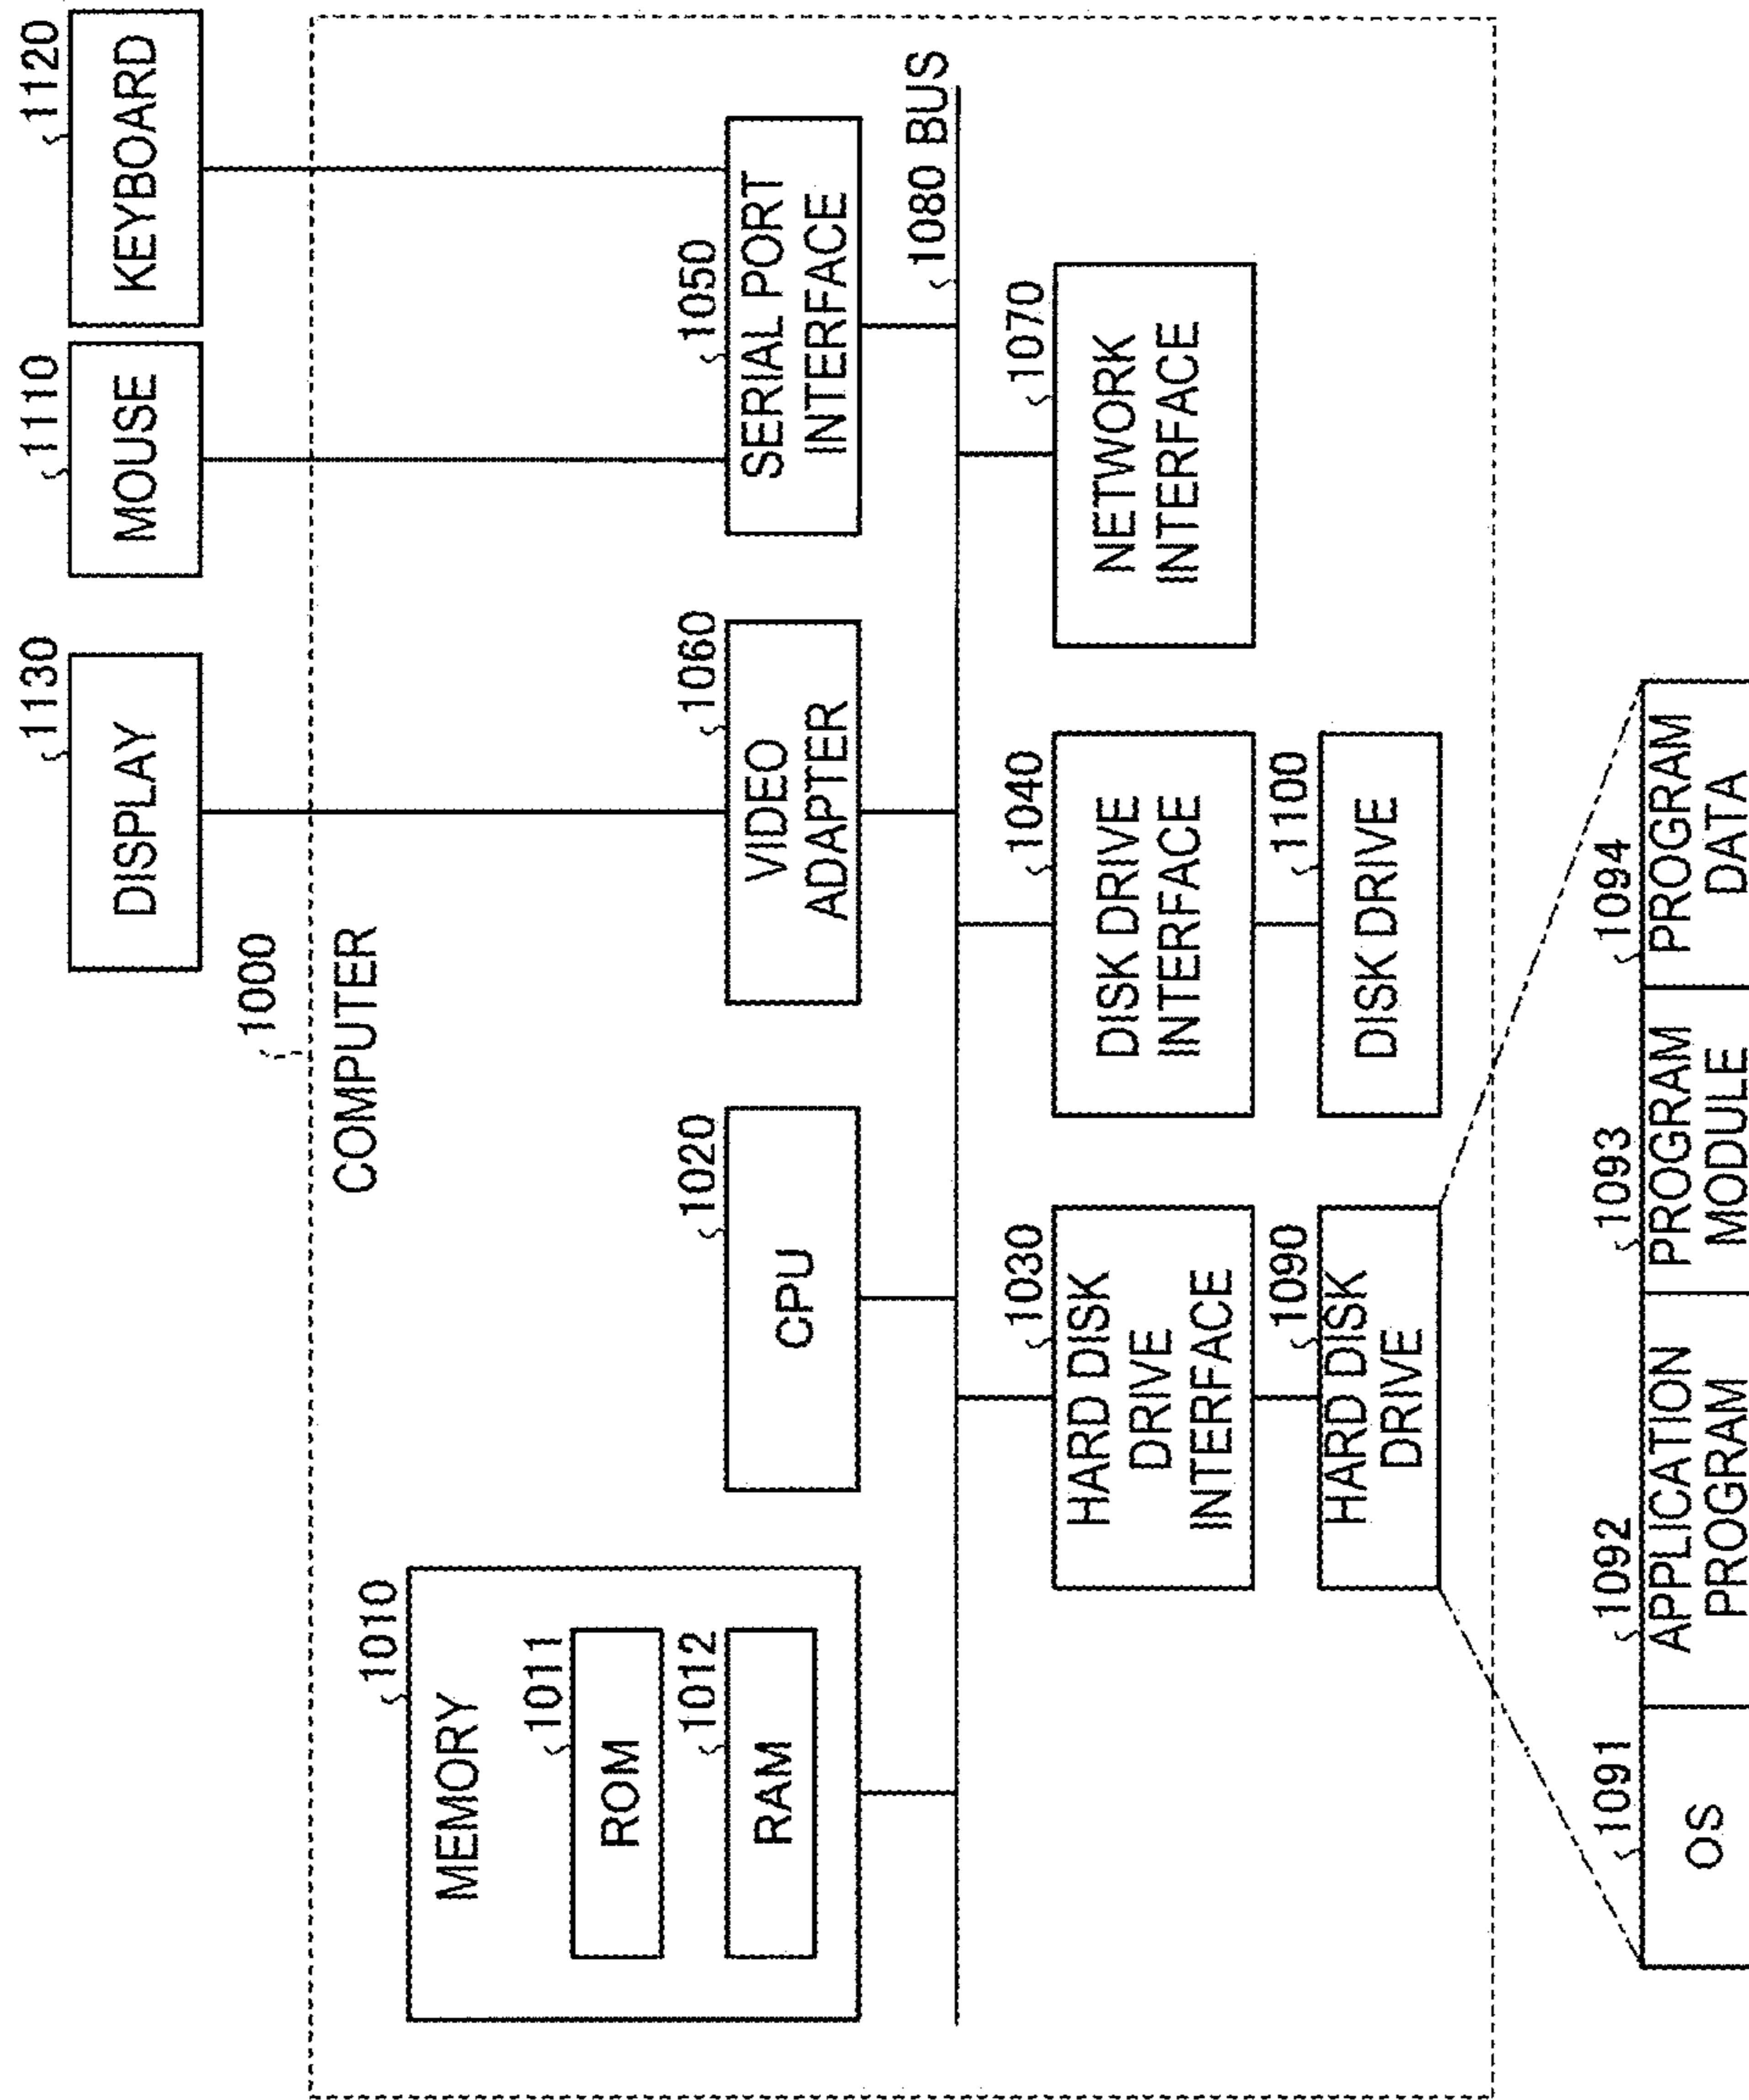 1130
DISPLAY
1110
MOUSE
1120
KEYBOARD
1000
COMPUTER
1010
MEMORY
1011
ROM
1012
RAM
1020
CPU
1060
VIDEO
ADAPTER
1050
SERIAL PORT
INTERFACE
1080 BUS
1030
HARD DISK
DRIVE
INTERFACE
1040
DISK DRIVE
INTERFACE
1070
NETWORK
INTERFACE
1090
HARD DISK
DRIVE
1100
DISK DRIVE
1091
OS
1092
APPLICATION
PROGRAM
1093
PROGRAM
MODULE
1094
PROGRAM
DATA